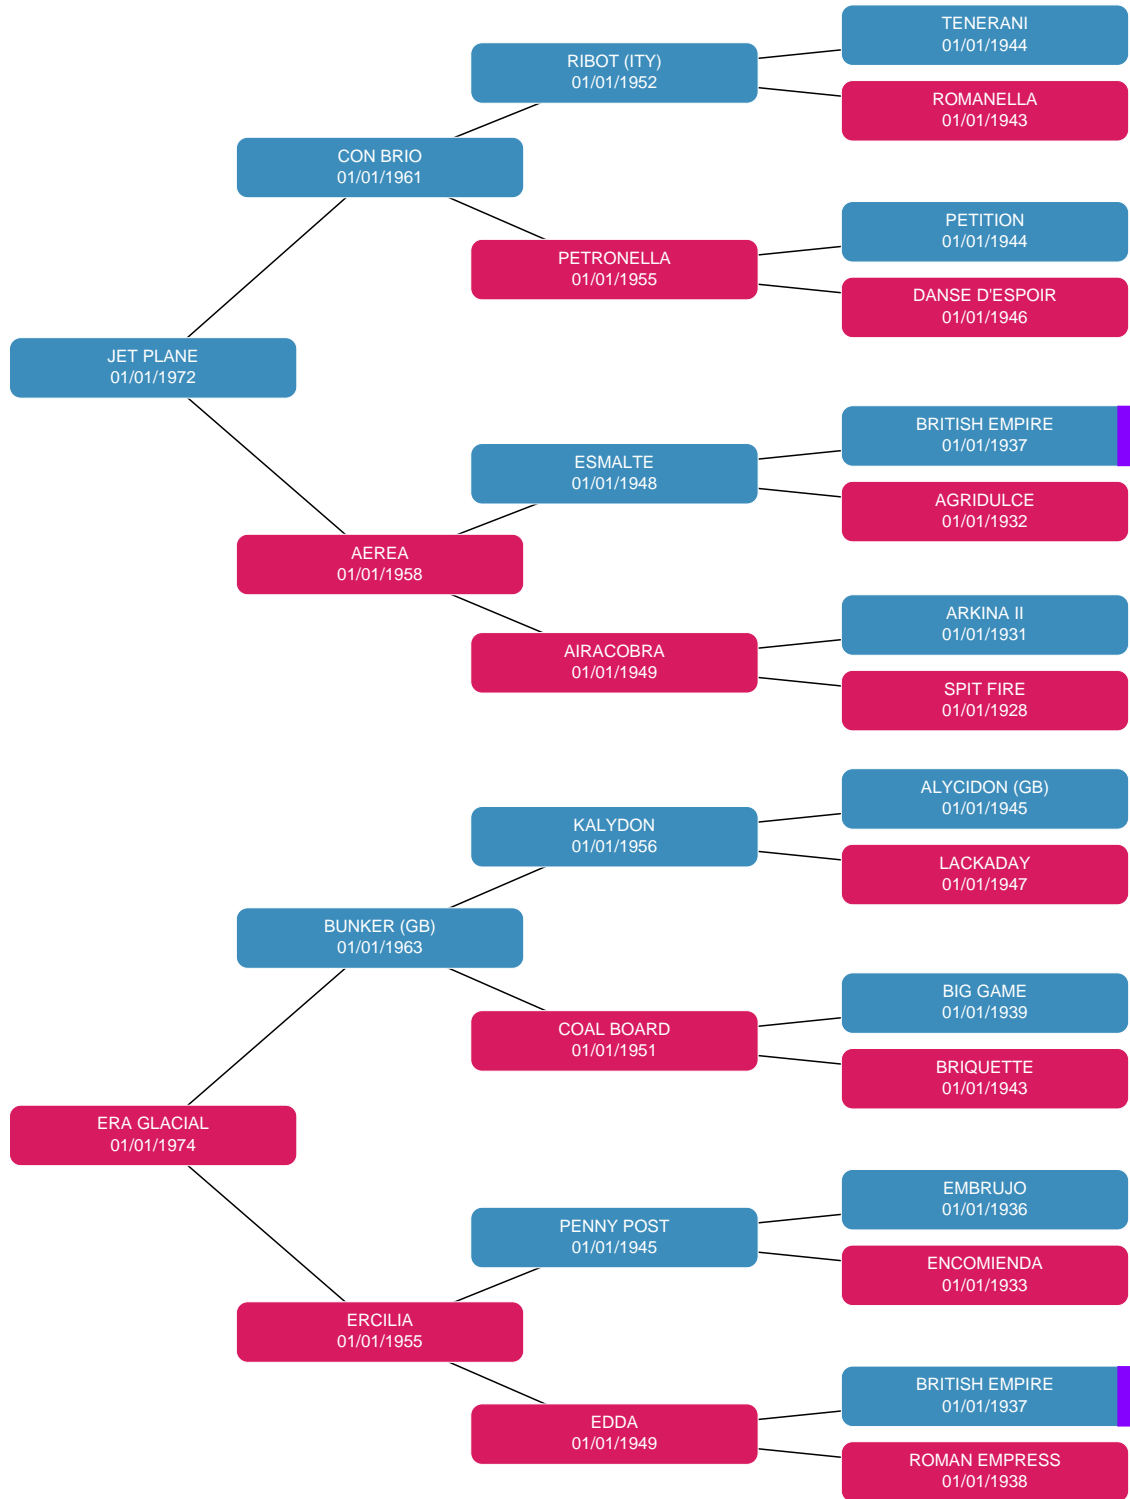 TENERANI
01/01/1944
RIBOT (ITY)
01/01/1952
ROMANELLA
01/01/1943
CON BRIO
01/01/1961
PETITION
01/01/1944
PETRONELLA
01/01/1955
DANSE D'ESPOIR
01/01/1946
JET PLANE
01/01/1972
BRITISH EMPIRE
01/01/1937
ESMALTE
01/01/1948
AGRIDULCE
01/01/1932
AEREA
01/01/1958
ARKINA II
01/01/1931
AIRACOBRA
01/01/1949
SPIT FIRE
01/01/1928
ALYCIDON (GB)
01/01/1945
KALYDON
01/01/1956
LACKADAY
01/01/1947
BUNKER (GB)
01/01/1963
BIG GAME
01/01/1939
COAL BOARD
01/01/1951
BRIQUETTE
01/01/1943
ERA GLACIAL
01/01/1974
EMBRUJO
01/01/1936
PENNY POST
01/01/1945
ENCOMIENDA
01/01/1933
ERCILIA
01/01/1955
BRITISH EMPIRE
01/01/1937
EDDA
01/01/1949
ROMAN EMPRESS
01/01/1938